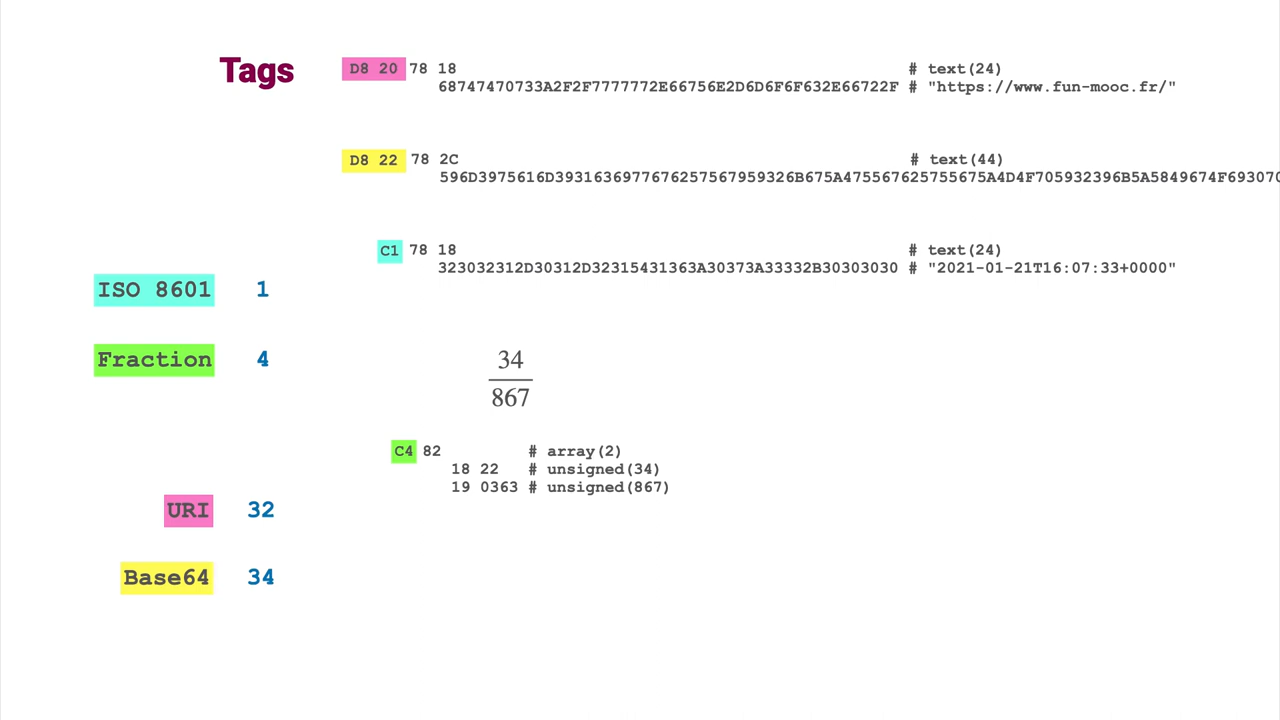 Tags
D8 20 78 18 # text(24)
68747470733A2F2F7777772E66756E2D6D6F6F632E66722F # "https://www.fun-mooc.fr/"
D8 22 78 2C # text(44)
596D3975616D39316369776762575679593 26B675A475567625755675A4D4F705932396B5A5849674F693070
C1 78 18 # text(24)
323032312D30312D32315431363A30373A33332B30303030 # "2021-01-21T16:07:33+0000"
ISO 8601 1
Fraction 4
34
867
C4 82 # array(2)
18 22 # unsigned(34)
19 0363 # unsigned(867)
URI 32
Base64 34